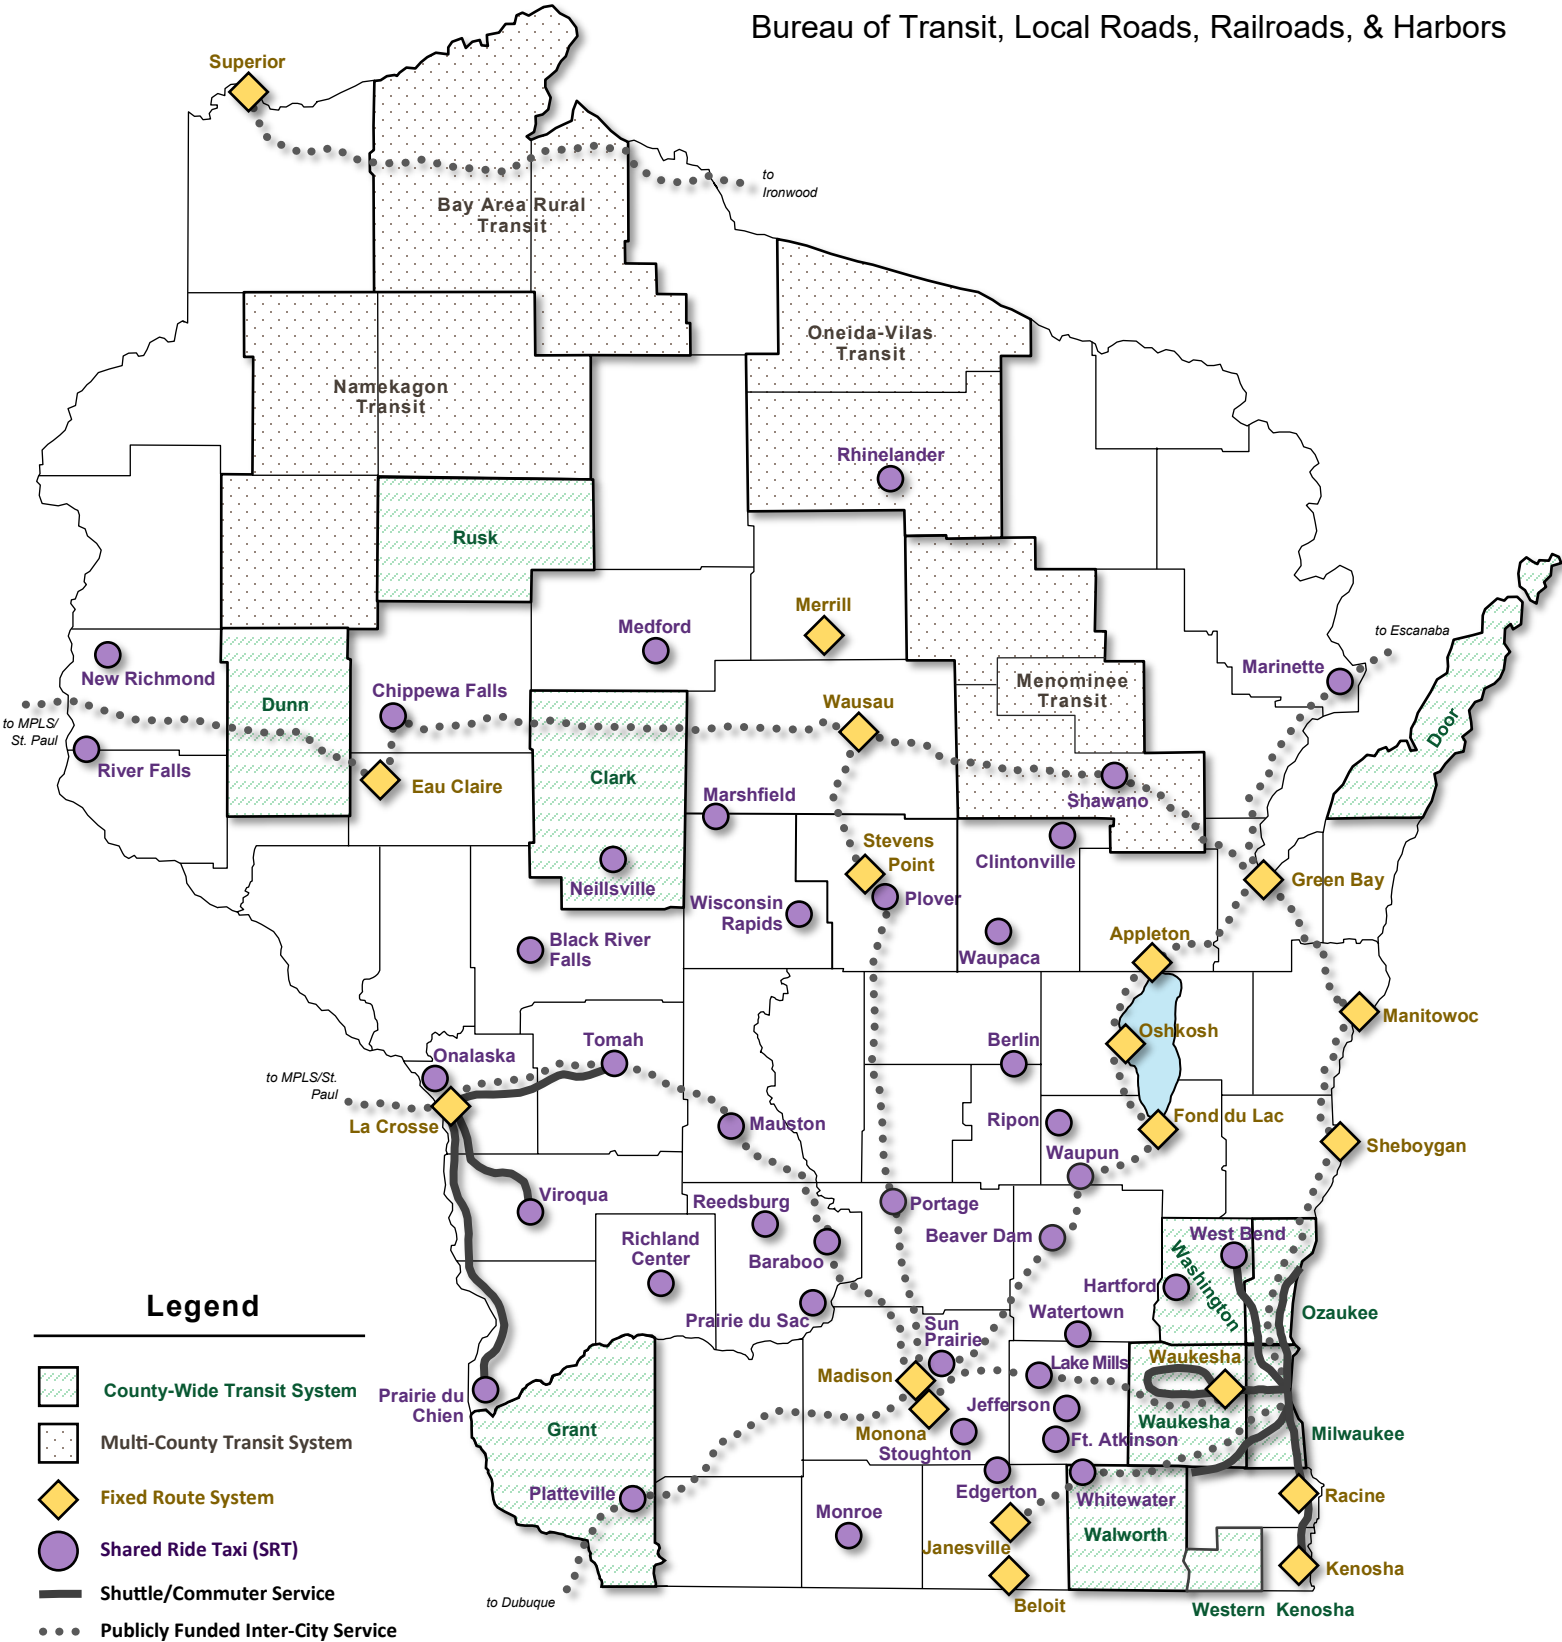 Bureau of Transit, Local Roads, Railroads, & Harbors
Superior
to
Ironwood
Bay Area Rural
Transit
Oneida-Vilas
Transit
Namekagon
Transit
Rhinelander
Rusk
Merrill
Medford
to Escanaba
Marinette
New Richmond
Chippewa Falls
Menominee
Transit
Dunn
Wausau
Door
to MPLS/
St. Paul
River Falls
Eau Claire
Clark
Marshfield
Shawano
Stevens
Point
Clintonville
Neillsville
Green Bay
Wisconsin
Rapids
Plover
Black River
Falls
Appleton
Waupaca
Manitowoc
Oshkosh
Tomah
Berlin
Onalaska
to MPLS/St.
Paul
La Crosse
Mauston
Ripon
Fond du Lac
Sheboygan
Waupun
Viroqua
Reedsburg
Portage
Richland
Center
Beaver Dam
West Bend
Baraboo
Washington
Hartford
Ozaukee
Legend
Prairie du Sac
Watertown
Sun
Prairie
Waukesha
Lake Mills
Madison
County-Wide Transit System
Prairie du
Chien
Jefferson
Waukesha
Grant
Monona
Stoughton
Ft. Atkinson
Milwaukee
Multi-County Transit System
Platteville
Edgerton
Whitewater
Racine
Fixed Route System
Monroe
Walworth
Janesville
Shared Ride Taxi (SRT)
Kenosha
Shuttle/Commuter Service
to Dubuque
Beloit
Western Kenosha
Publicly Funded Inter-City Service